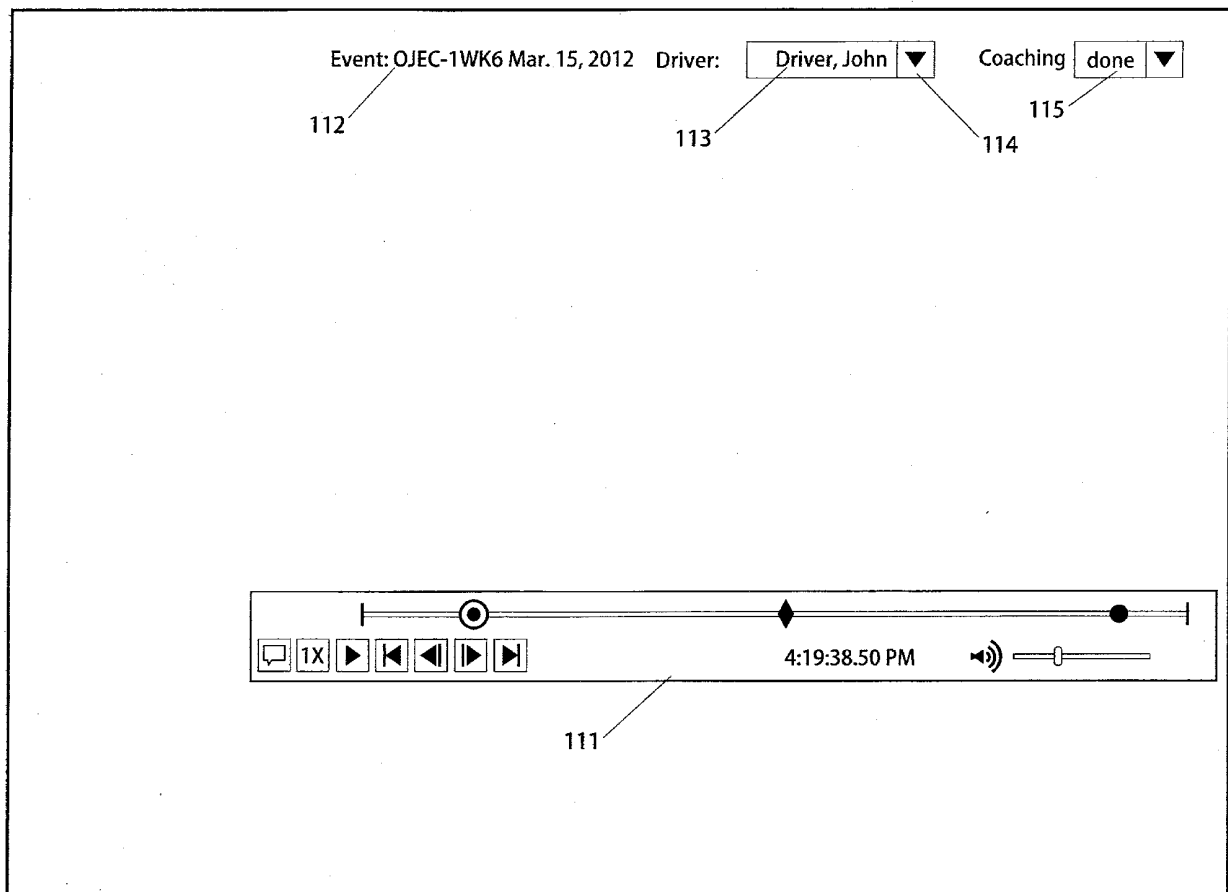 Event: OJEC-1WK6 Mar. 15, 2012 Driver: Driver, John Coaching done
112 113 114 115
1X 4:19:38.50 PM
111